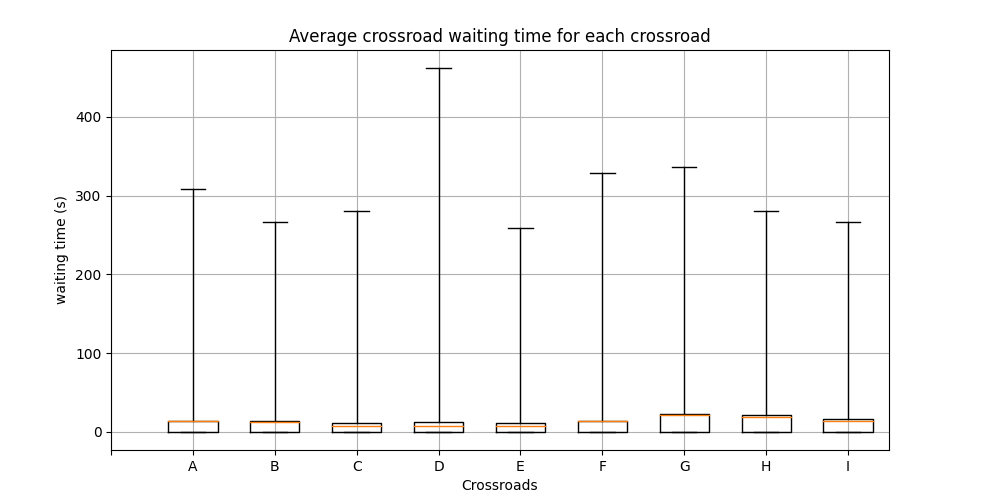 Average crossroad waiting time for each crossroad
waiting time (s)
400
300
200
100
0
A B C D E F G H I
Crossroads